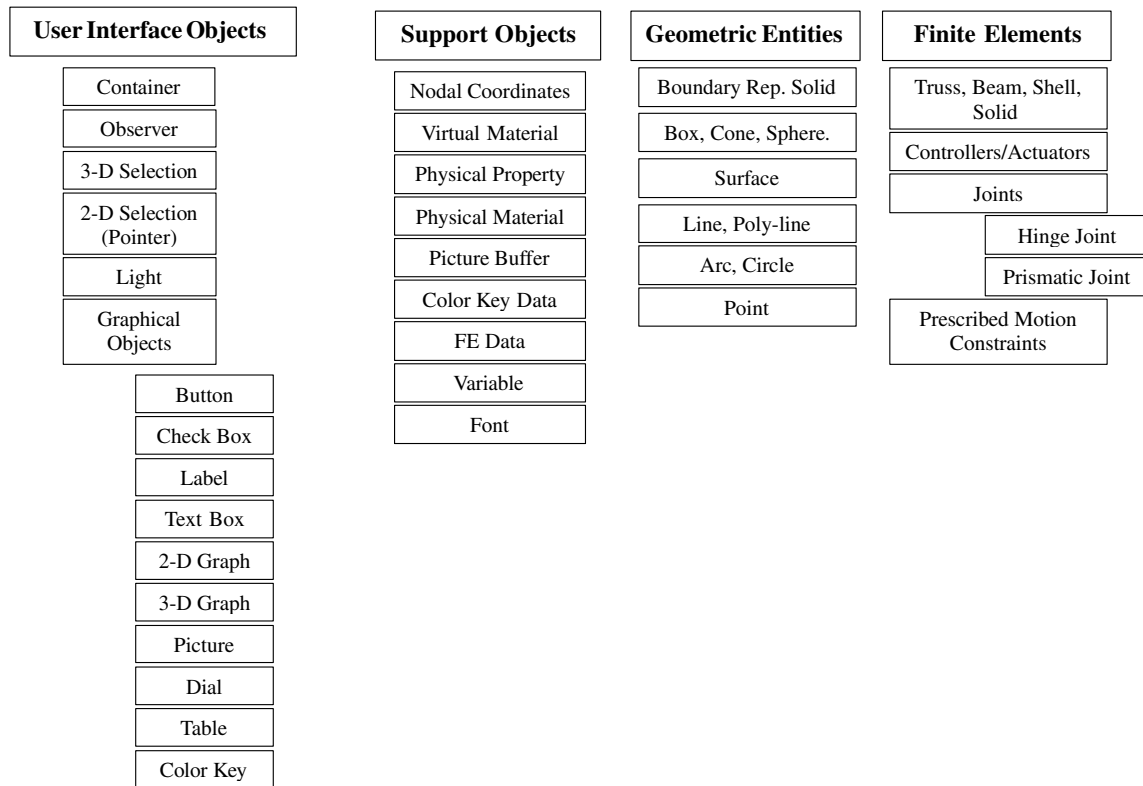 User Interface Objects
Container
Observer
3-D Selection
2-D Selection
(Pointer)
Light
Graphical
Objects
Button
Check Box
Label
Text Box
2-D Graph
3-D Graph
Picture
Dial
Table
Color Key
Support Objects
Nodal Coordinates
Virtual Material
Physical Property
Physical Material
Picture Buffer
Color Key Data
FE Data
Variable
Font
Geometric Entities
Boundary Rep. Solid
Box, Cone, Sphere.
Surface
Line, Poly-line
Arc, Circle
Point
Finite Elements
Truss, Beam, Shell,
Solid
Controllers/Actuators
Joints
Hinge Joint
Prismatic Joint
Prescribed Motion
Constraints